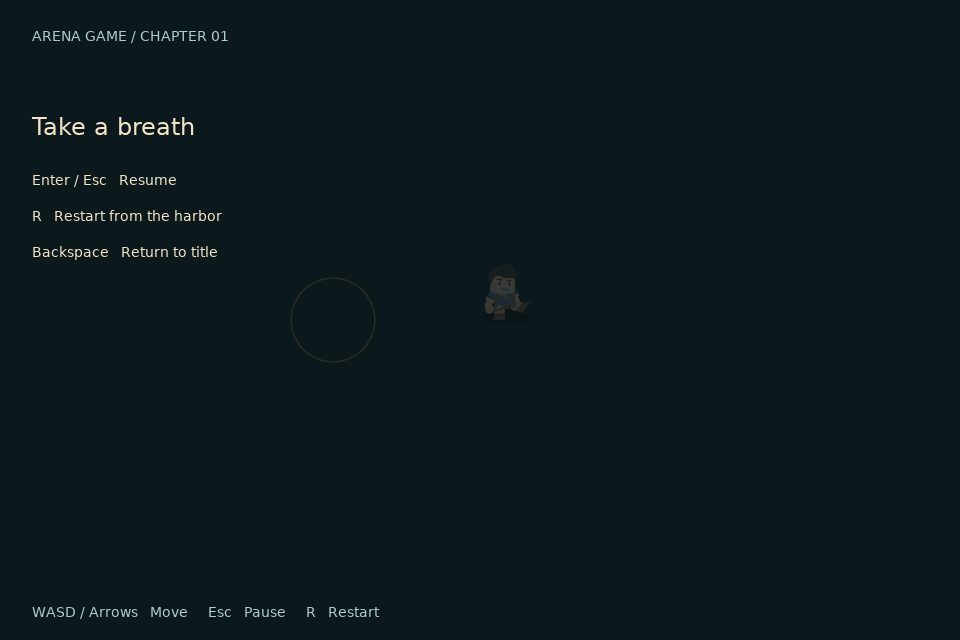 ARENA GAME / CHAPTER 01
Take a breath
Enter / Esc Resume
R Restart from the harbor
Backspace Return to title
WASD / Arrows Move Esc Pause R Restart